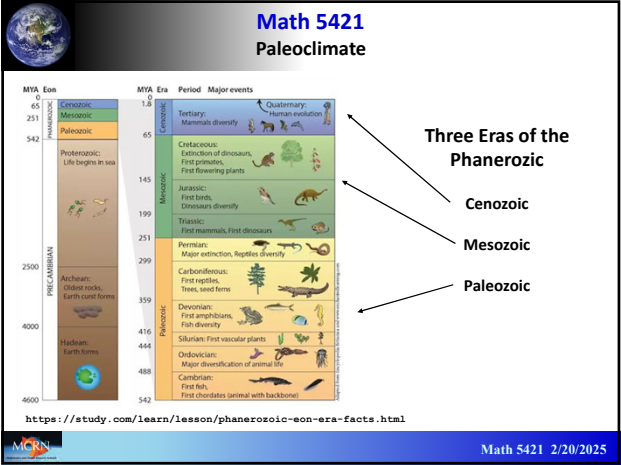 Math 5421
Paleoclimate
MYA Eon
0
65
251
542
2500
4000
4600
PHANEROZOIC
PRECAMBRIAN
Cenozoic
Mesozoic
Paleozoic
Proterozoic:
Life begins in sea
Archean:
Oldest rocks,
Earth curst forms
Hadean:
Earth forms
MYA Era Period Major events
0
1.8
65
145
199
251
299
359
416
444
488
542
Cenozoic
Mesozoic
Paleozoic
Quaternary:
Human evolution
Tertiary:
Mammals diversify
Cretaceous:
Extinction of dinosaurs,
First primates,
First flowering plants
Jurassic:
First birds,
Dinosaurs diversify
Triassic:
First mammals, First dinosaurs
Permian:
Major extinction, Reptiles diversify
Carboniferous:
First reptiles,
Trees, seed ferns
Devonian:
First amphibians,
Fish diversity
Silurian: First vascular plants
Ordovician:
Major diversification of animal life
Cambrian:
First fish,
First chordates (animal with backbone)
Three Eras of the
Phanerozic
Cenozoic
Mesozoic
Paleozoic
https://study.com/learn/lesson/phanerozoic-eon-era-facts.html
MCRN
Math 5421 2/20/2025